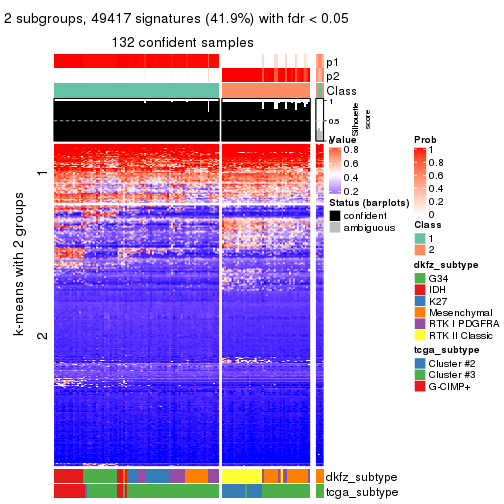 2 subgroups, 49417 signatures (41.9%) with fdr < 0.05
132 confident samples
p1
p2
Class
1
0.5
Silhouette
score
k-means with 2 groups
1
2
dkfz_subtype
tcga_subtype
Value
0.8
0.6
0.4
0.2
Status (barplots)
confident
ambiguous
Prob
1
0.8
0.6
0.4
0.2
0
Class
1
2
dkfz_subtype
G34
IDH
K27
Mesenchymal
RTK I PDGFRA
RTK II Classic
tcga_subtype
Cluster #2
Cluster #3
G-CIMP+